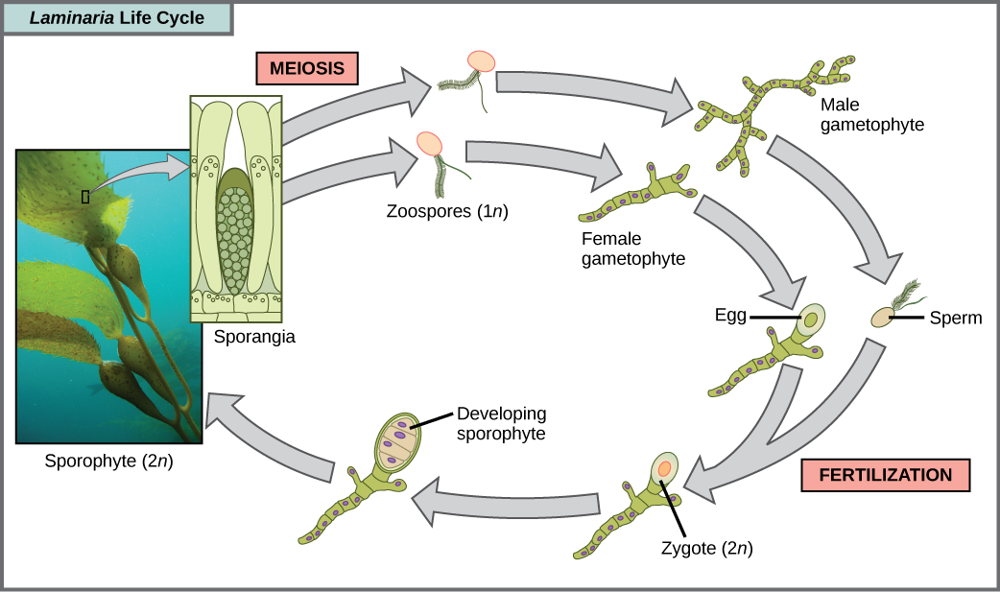 Laminaria Life Cycle
MEIOSIS
Male
gametophyte
Zoospores (1n)
Female
gametophyte
Egg
Sperm
Sporangia
Developing
sporophyte
Sporophyte (2n)
FERTILIZATION
Zygote (2n)